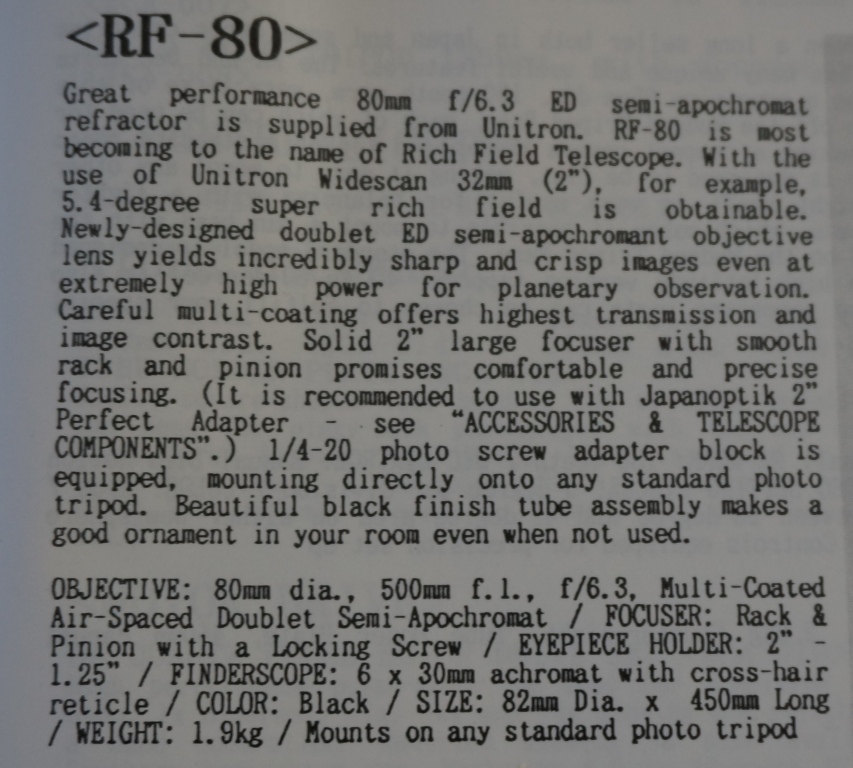 <RF-80>
Great performance 80mm f/6.3 ED semi-apochromat
refractor is supplied from Unitron. RF-80 is most
becoming to the name of Rich Field Telescope. With the
use of Unitron Widescan 32mm (2"), for example,
5.4-degree super rich field is obtainable.
Newly-designed doublet ED semi-apochromant objective
lens yields incredibly sharp and crisp images even at
extremely high power for planetary observation.
Careful multi-coating offers highest transmission and
image contrast. Solid 2" large focuser with smooth
rack and pinion promises comfortable and precise
focusing. (It is recommended to use with Japanoptik 2"
Perfect Adapter - see "ACCESSORIES & TELESCOPE
COMPONENTS".) 1/4-20 photo screw adapter block is
equipped, mounting directly onto any standard photo
tripod. Beautiful black finish tube assembly makes a
good ornament in your room even when not used.
OBJECTIVE: 80mm dia., 500mm f.l., f/6.3, Multi-Coated
Air-Spaced Doublet Semi-Apochromat / FOCUSER: Rack &
Pinion with a Locking Screw / EYEPIECE HOLDER: 2" -
1.25" / FINDERSCOPE: 6 x 30mm achromat with cross-hair
reticle / COLOR: Black / SIZE: 82mm Dia. x 450mm Long
/ WEIGHT: 1.9kg / Mounts on any standard photo tripod